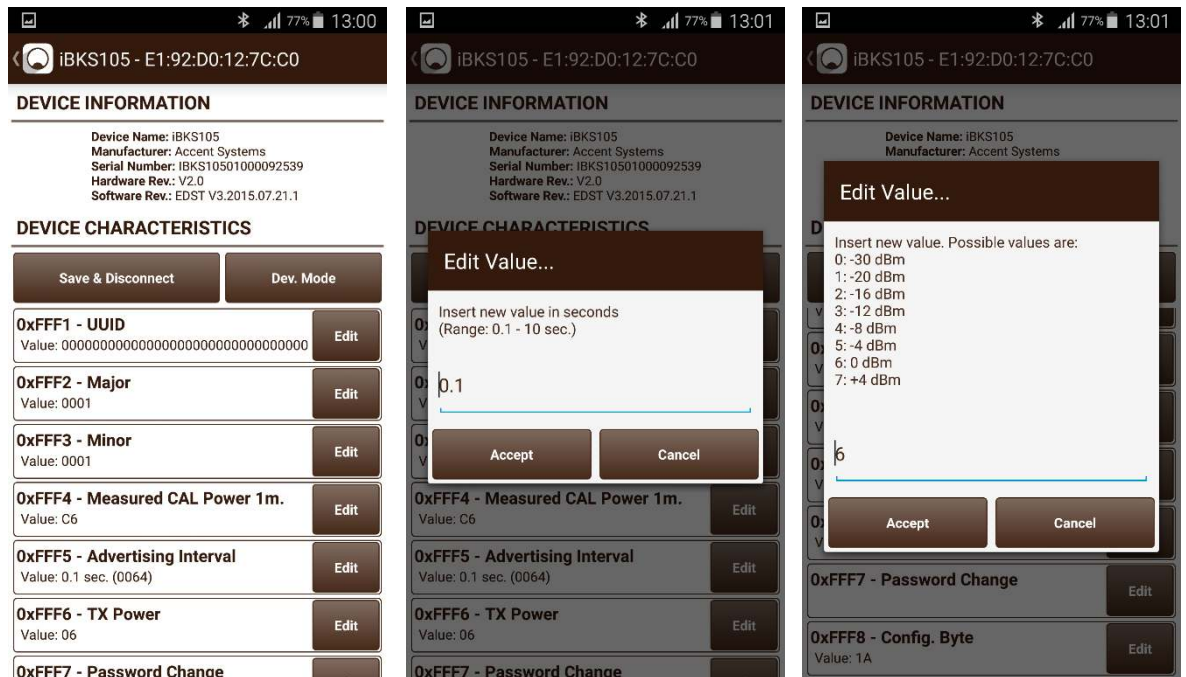 77% 13:00
iBKS105 - E1:92:D0:12:7C:C0
DEVICE INFORMATION
Device Name: iBKS105
Manufacturer: Accent Systems
Serial Number: IBKS10501000092539
Hardware Rev.: V2.0
Software Rev.: EDST V3.2015.07.21.1
DEVICE CHARACTERISTICS
Save & Disconnect Dev. Mode
0xFFF1 - UUID
Value: 00000000000000000000000000000000
Edit
0xFFF2 - Major
Value: 0001
Edit
0xFFF3 - Minor
Value: 0001
Edit
0xFFF4 - Measured CAL Power 1m.
Value: C6
Edit
0xFFF5 - Advertising Interval
Value: 0.1 sec. (0064)
Edit
0xFFF6 - TX Power
Value: 06
Edit
0xFFF7 - Password Change
77% 13:01
iBKS105 - E1:92:D0:12:7C:C0
DEVICE INFORMATION
Device Name: iBKS105
Manufacturer: Accent Systems
Serial Number: IBKS10501000092539
Hardware Rev.: V2.0
Software Rev.: EDST V3.2015.07.21.1
DEVICE CHARACTERISTICS
Edit Value...
Insert new value in seconds
(Range: 0.1 - 10 sec.)
0.1
Accept Cancel
0xFFF4 - Measured CAL Power 1m.
Value: C6
Edit
0xFFF5 - Advertising Interval
Value: 0.1 sec. (0064)
Edit
0xFFF6 - TX Power
Value: 06
Edit
0xFFF7 - Password Change
77% 13:01
iBKS105 - E1:92:D0:12:7C:C0
DEVICE INFORMATION
Device Name: iBKS105
Manufacturer: Accent Systems
Edit Value...
Insert new value. Possible values are:
0: -30 dBm
1: -20 dBm
2: -16 dBm
3: -12 dBm
4: -8 dBm
5: -4 dBm
6: 0 dBm
7: +4 dBm
6
Accept Cancel
0xFFF7 - Password Change
Edit
0xFFF8 - Config. Byte
Value: 1A
Edit